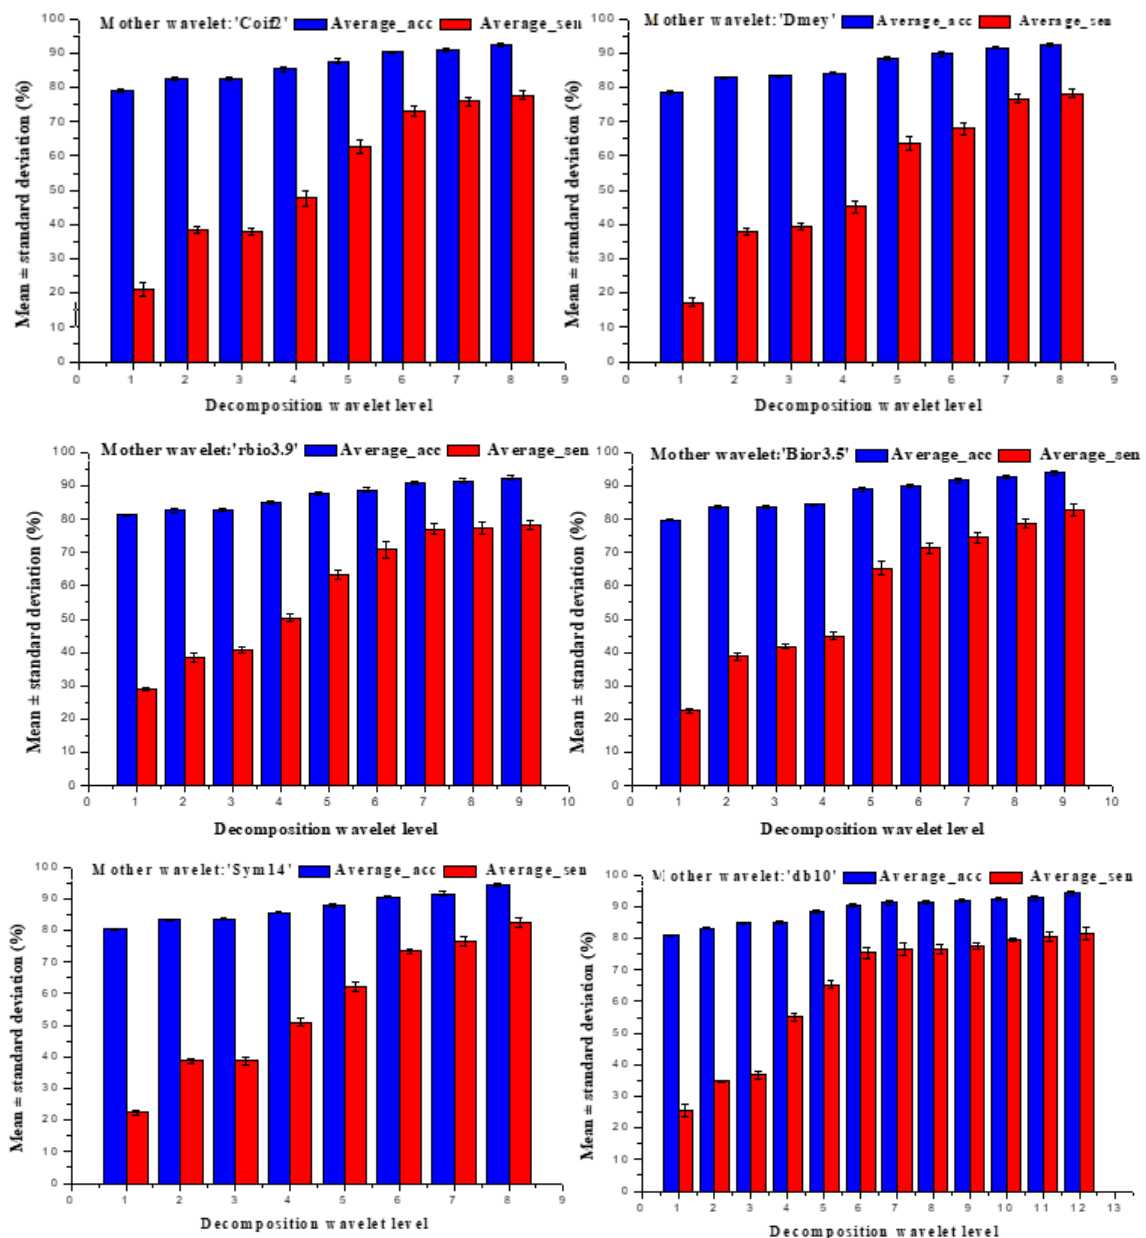 Mother wavelet:'Coif2' Average_acc Average_sen
Mean ± standard deviation (%)
100
90
80
70
60
50
40
30
20
10
0
0 1 2 3 4 5 6 7 8 9
Decomposition wavelet level
Mother wavelet:'Dmey' Average_acc Average_sen
Mean ± standard deviation (%)
100
90
80
70
60
50
40
30
20
10
0
0 1 2 3 4 5 6 7 8 9
Decomposition wavelet level
Mother wavelet:'rbio3.9' Average_acc Average_sen
Mean ± standard deviation (%)
100
90
80
70
60
50
40
30
20
10
0
0 1 2 3 4 5 6 7 8 9 10
Decomposition wavelet level
Mother wavelet:'Bior3.5' Average_acc Average_sen
Mean ± standard deviation (%)
100
90
80
70
60
50
40
30
20
10
0
0 1 2 3 4 5 6 7 8 9 10
Decomposition wavelet level
Mother wavelet:'Sym14' Average_acc Average_sen
Mean ± standard deviation (%)
100
90
80
70
60
50
40
30
20
10
0
0 1 2 3 4 5 6 7 8 9
Decomposition wavelet level
Mother wavelet:'db10' Average_acc Average_sen
Mean ± standard deviation (%)
100
90
80
70
60
50
40
30
20
10
0
0 1 2 3 4 5 6 7 8 9 10 11 12 13
Decomposition wavelet level